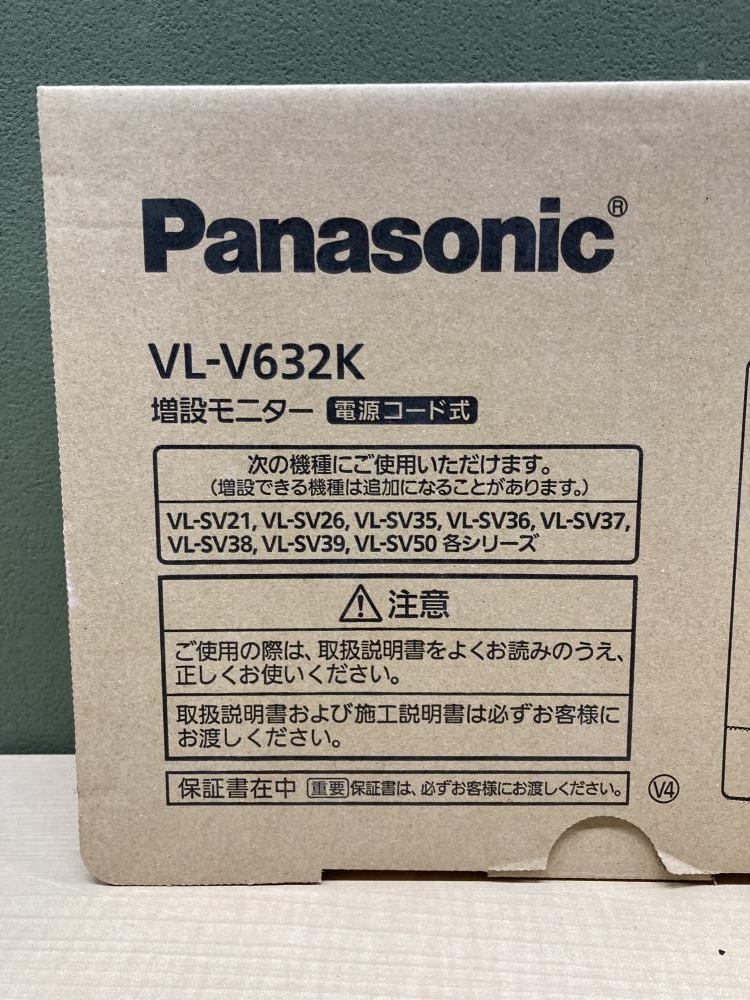 Panasonic®
VL-V632K
増設モニター 電源コード式
次の機種にご使用いただけます。
(増設できる機種は追加になることがあります。)
VL-SV21, VL-SV26, VL-SV35, VL-SV36, VL-SV37,
VL-SV38, VL-SV39, VL-SV50 各シリーズ
注意
ご使用の際は、取扱説明書をよくお読みのうえ、
正しくお使いください。
取扱説明書および施工説明書は必ずお客様に
お渡しください。
保証書在中 重要 保証書は、必ずお客様にお渡しください。 V4